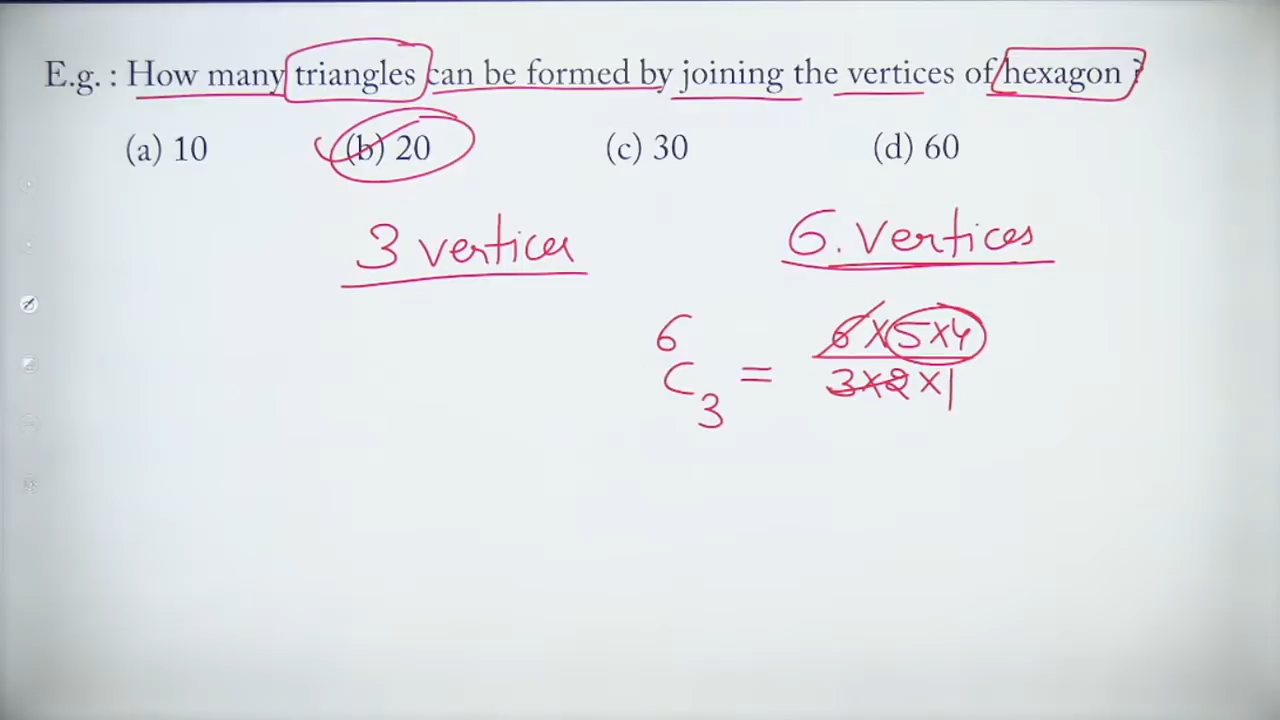 E.g. : How many triangles can be formed by joining the vertices of hexagon ?
(a) 10 (b) 20 (c) 30 (d) 60
3 vertices 6. vertices
6
C3 = 6×5×4
3×2×1